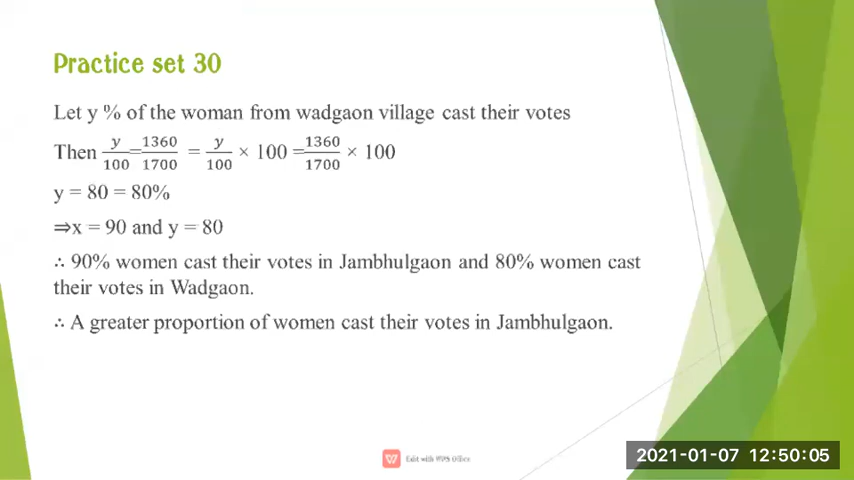 Practice set 30
Let y % of the woman from wadgaon village cast their votes
Then y/100=1360/1700 = y/100 × 100 =1360/1700 × 100
y = 80 = 80%
⇒x = 90 and y = 80
∴ 90% women cast their votes in Jambhulgaon and 80% women cast
their votes in Wadgaon.
∴ A greater proportion of women cast their votes in Jambhulgaon.
Edit with WPS Office
2021-01-07 12:50:05